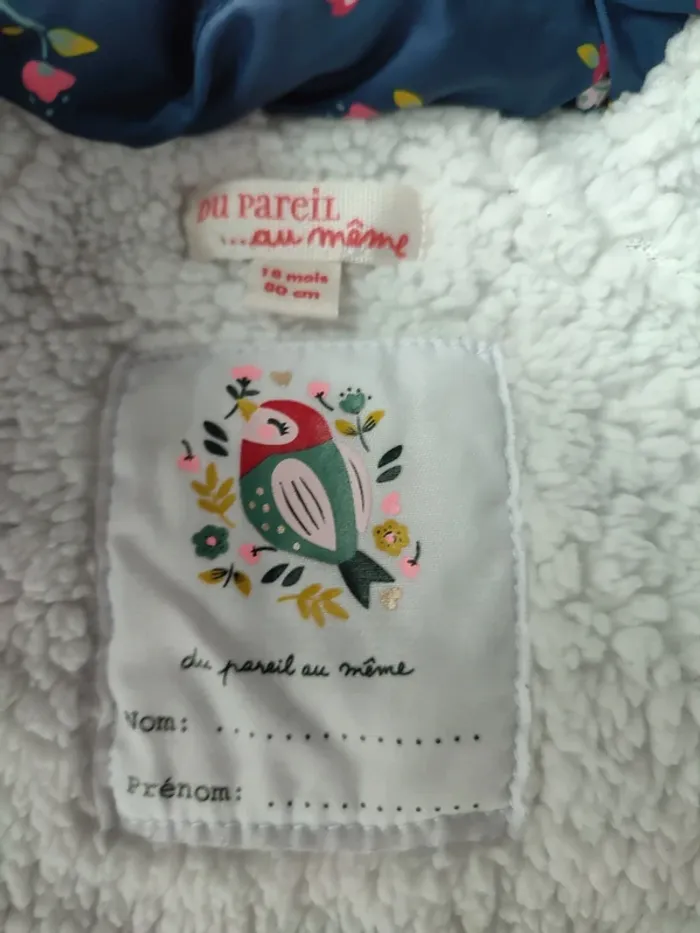 DU PAREIL
...au même
18 mois
80 cm
du pareil au même
Nom: ..............
Prénom: ............